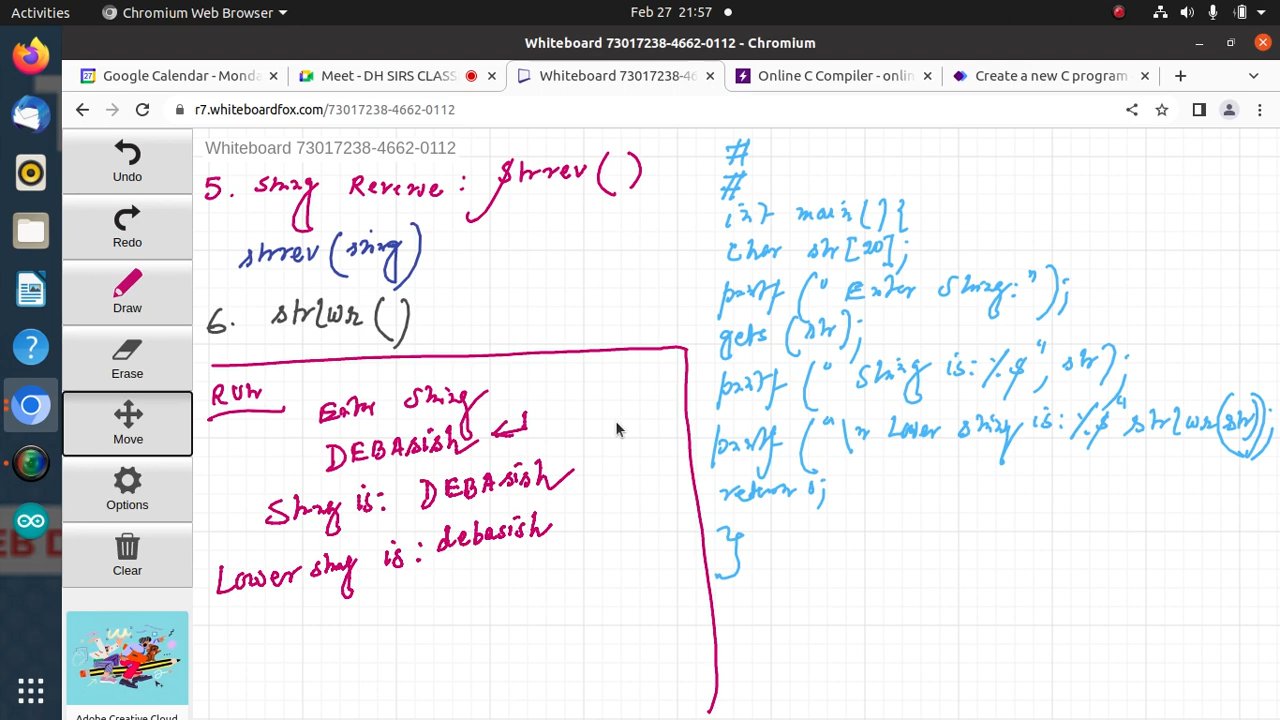 Activities
Chromium Web Browser
Feb 27 21:57
Whiteboard 73017238-4662-0112 - Chromium
Google Calendar - Monda
Meet - DH SIRS CLASS
Whiteboard 73017238-46
Online C Compiler - onlin
Create a new C program
r7.whiteboardfox.com/73017238-4662-0112
Whiteboard 73017238-4662-0112
Undo
Redo
Draw
Erase
Move
Options
Clear
Adobe Creative Cloud
5. String Reverse: strrev()
strrev(string)
6. strlwr()
RUN
Enter String
DEBASish
String is: DEBASish
Lower string is: debasish
#
#
int main(){
char str[20];
printf("Enter String:");
gets(str);
printf("String is:%s", str);
printf("\n Lower string is:%s" strlwr(str));
return 0;
}